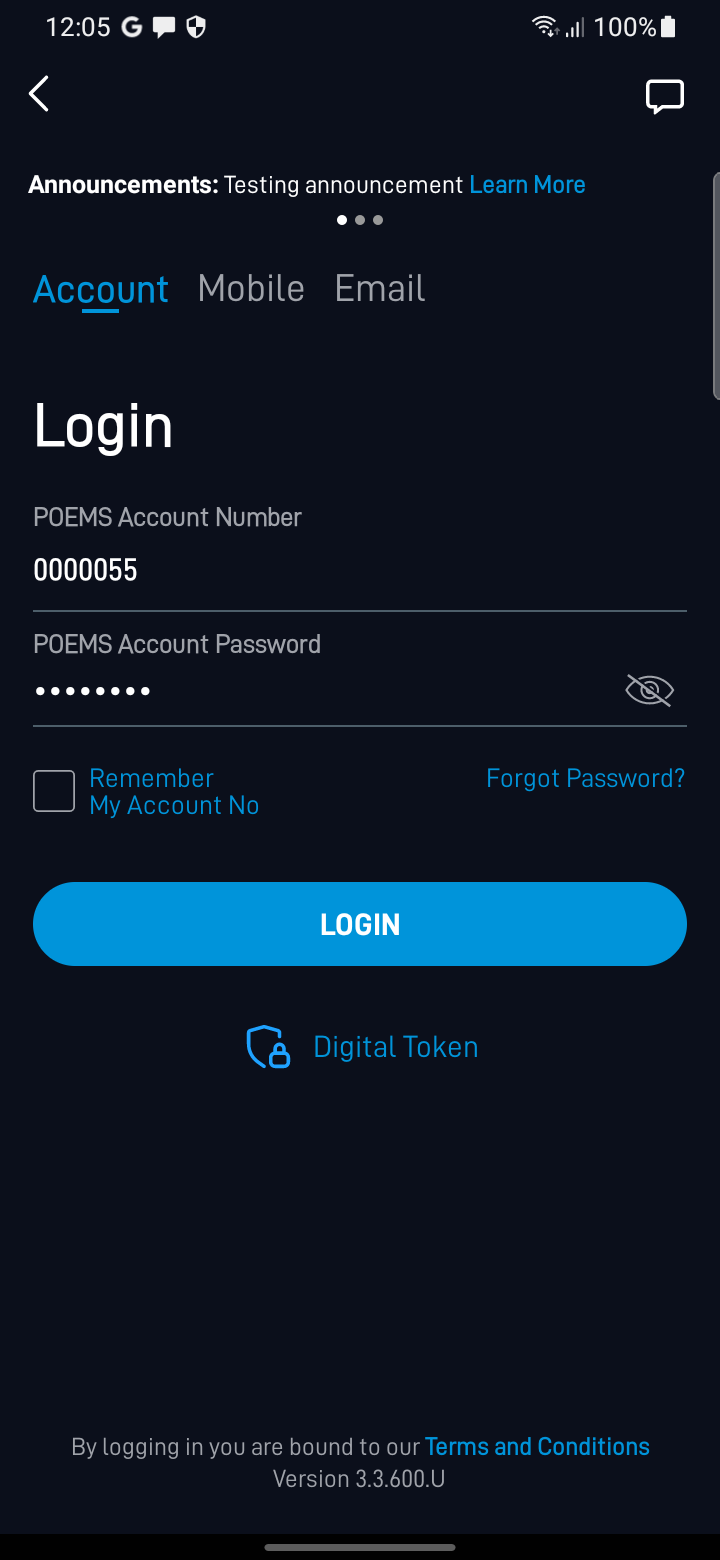 12:05 G 100%
Announcements: Testing announcement Learn More
Account Mobile Email
Login
POEMS Account Number
0000055
POEMS Account Password
••••••••
Remember
My Account No
Forgot Password?
LOGIN
Digital Token
By logging in you are bound to our Terms and Conditions
Version 3.3.600.U